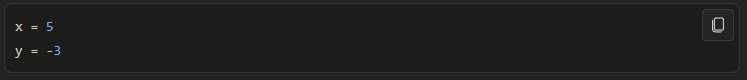 x = 5
y = -3